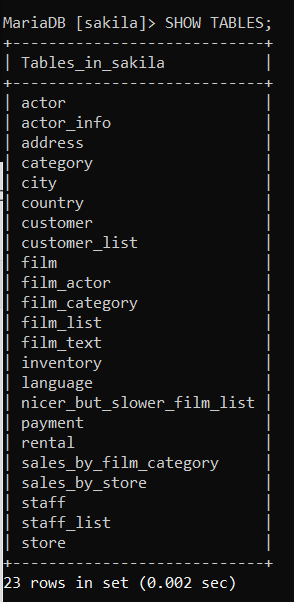 MariaDB [sakila]> SHOW TABLES;
+----------------------------+
| Tables_in_sakila           |
+----------------------------+
| actor                      |
| actor_info                 |
| address                    |
| category                   |
| city                       |
| country                    |
| customer                   |
| customer_list              |
| film                       |
| film_actor                 |
| film_category              |
| film_list                  |
| film_text                  |
| inventory                  |
| language                   |
| nicer_but_slower_film_list |
| payment                    |
| rental                     |
| sales_by_film_category     |
| sales_by_store             |
| staff                      |
| staff_list                 |
| store                      |
+----------------------------+
23 rows in set (0.002 sec)